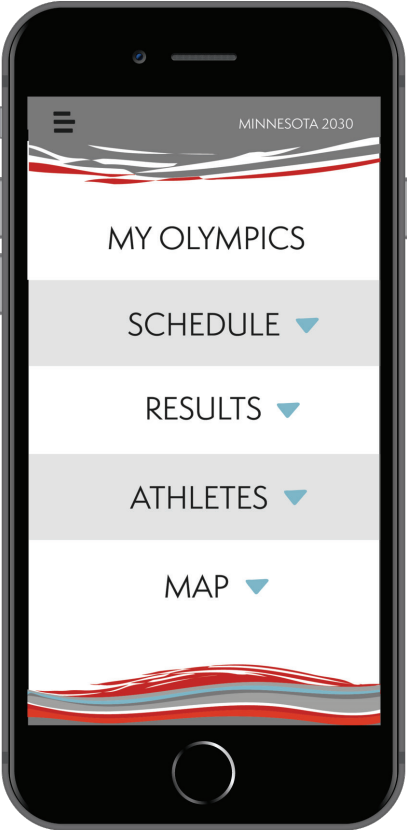 MINNESOTA 2030
MY OLYMPICS
SCHEDULE
RESULTS
ATHLETES
MAP